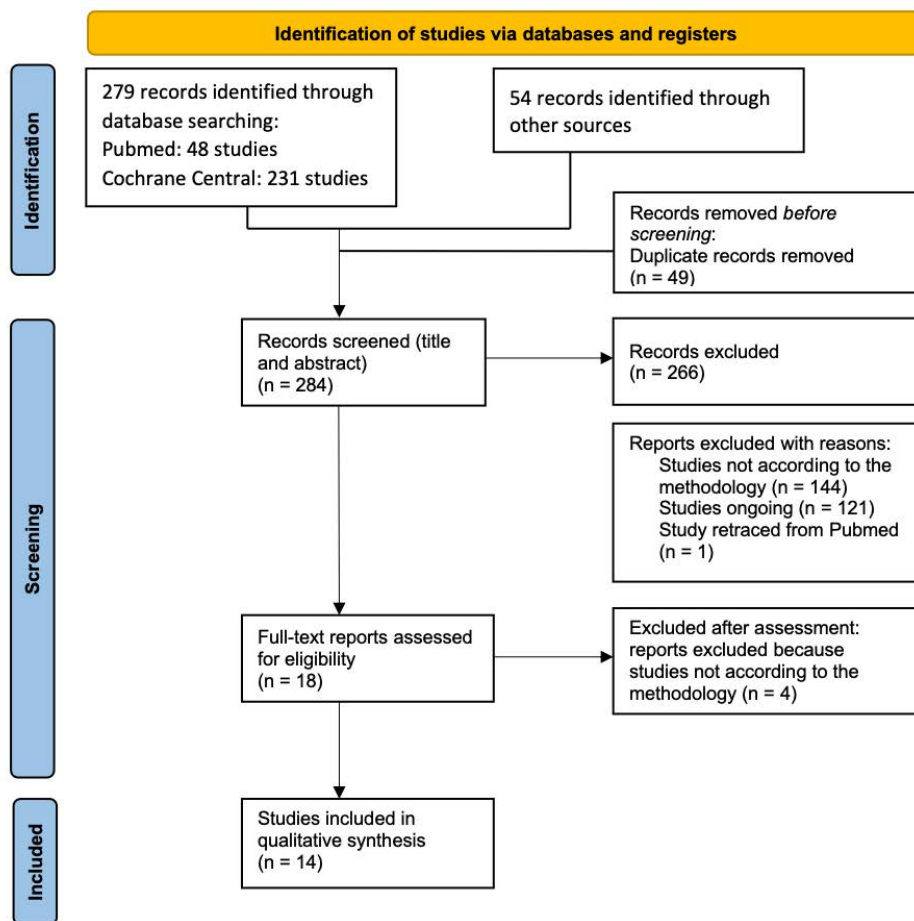 Identification of studies via databases and registers
Identification
279 records identified through
database searching:
Pubmed: 48 studies
Cochrane Central: 231 studies
54 records identified through
other sources
Records removed before
screening:
Duplicate records removed
(n = 49)
Screening
Records screened (title
and abstract)
(n = 284)
Records excluded
(n = 266)
Reports excluded with reasons:
Studies not according to the
methodology (n = 144)
Studies ongoing (n = 121)
Study retraced from Pubmed
(n = 1)
Full-text reports assessed
for eligibility
(n = 18)
Excluded after assessment:
reports excluded because
studies not according to the
methodology (n = 4)
Included
Studies included in
qualitative synthesis
(n = 14)